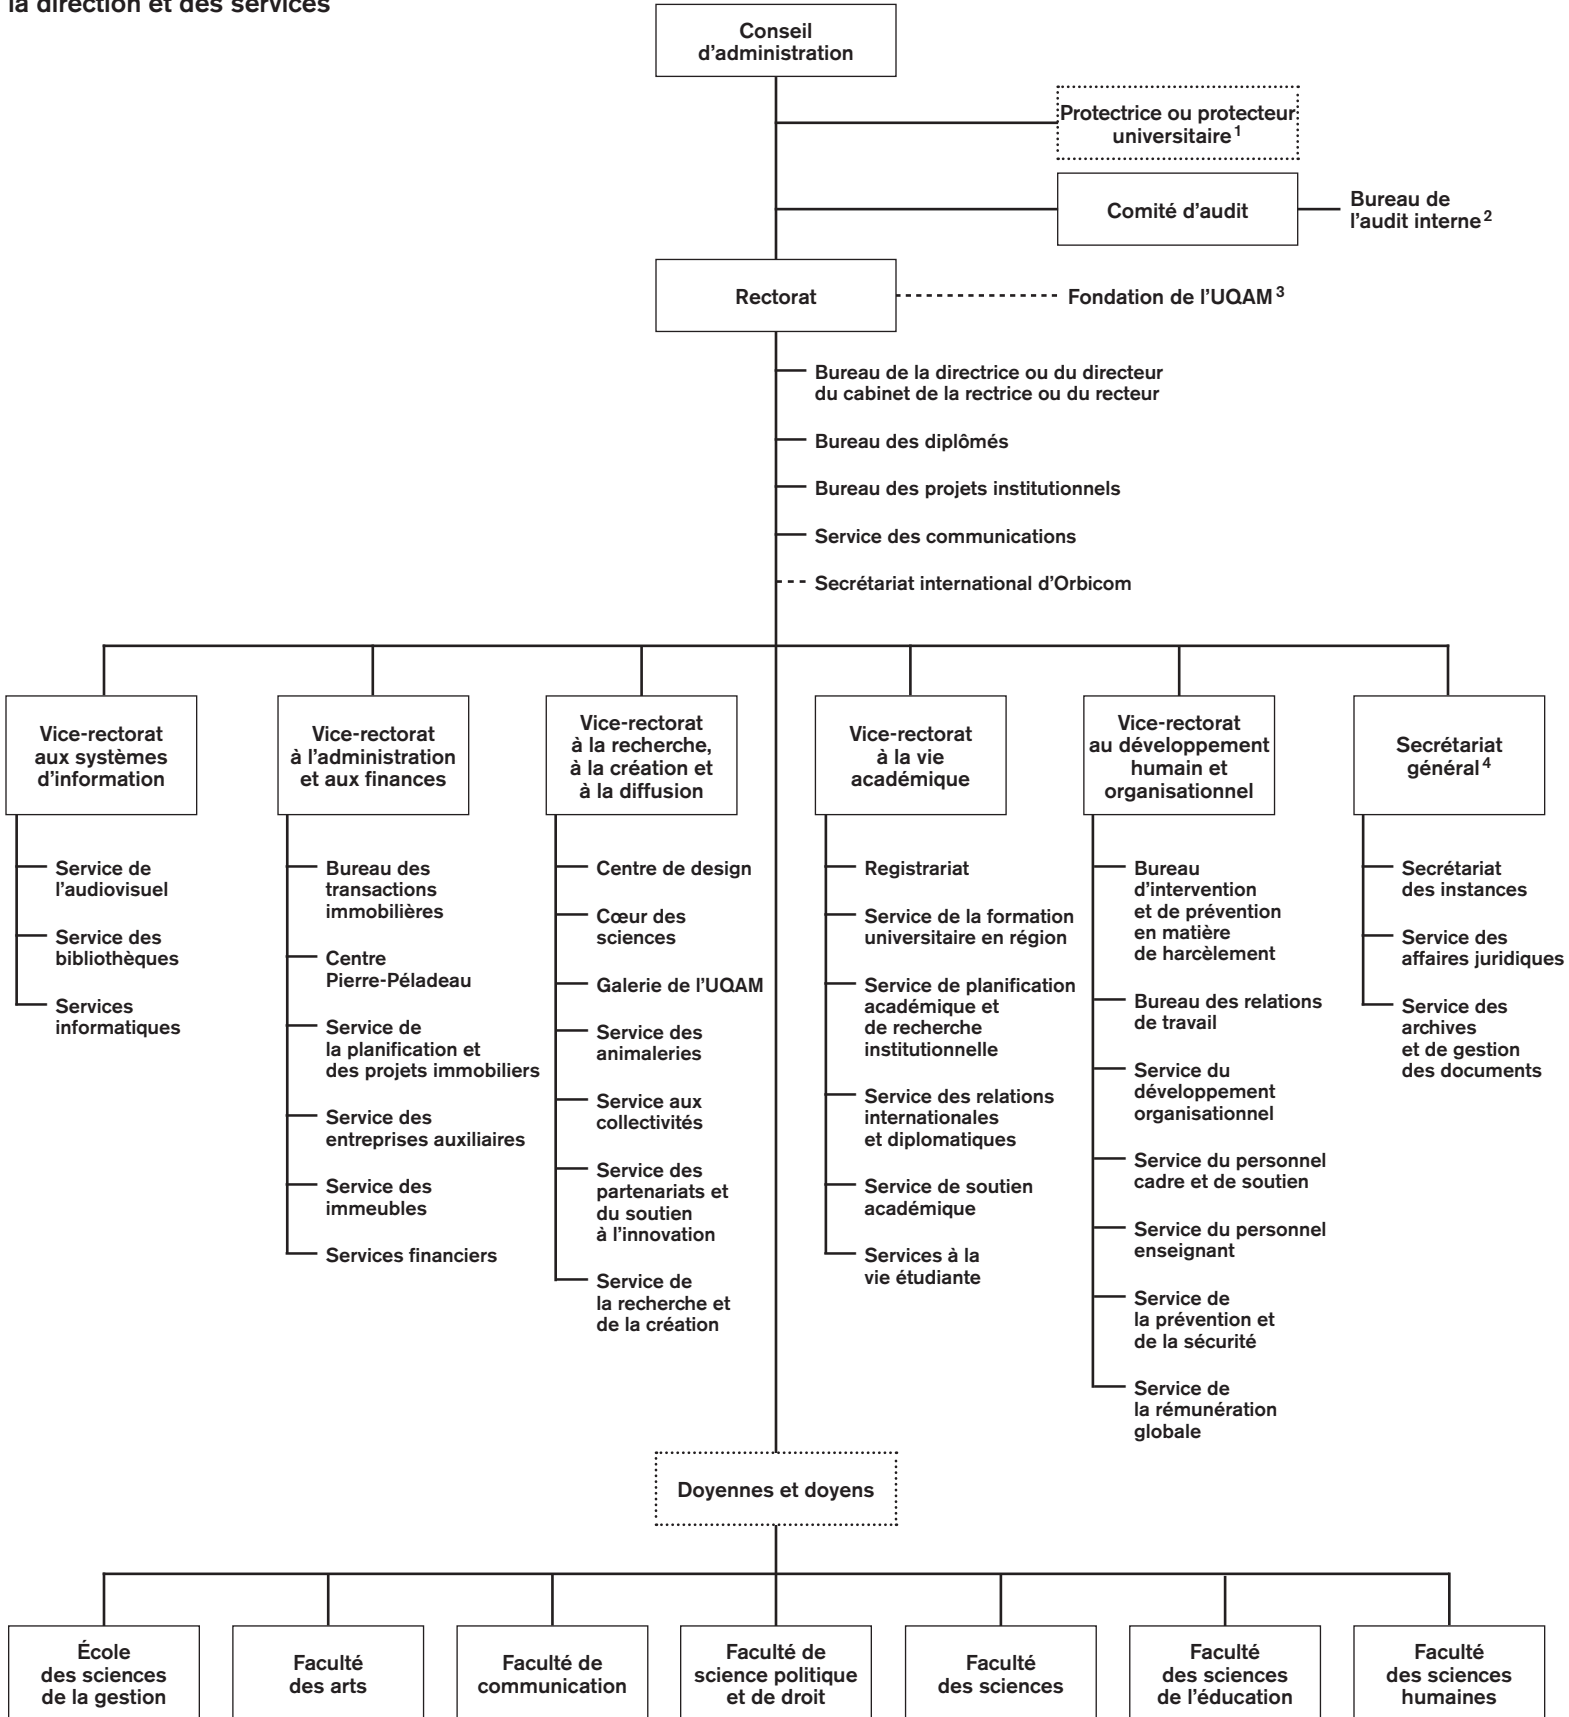 la direction et des services
Conseil
d'administration
Protectrice ou protecteur
universitaire 1
Comité d'audit
Bureau de
l'audit interne 2
Rectorat
Fondation de l'UQAM 3
Bureau de la directrice ou du directeur
du cabinet de la rectrice ou du recteur
Bureau des diplômés
Bureau des projets institutionnels
Service des communications
Secrétariat international d'Orbicom
Vice-rectorat
aux systèmes
d'information
Service de
l'audiovisuel
Service des
bibliothèques
Services
informatiques
Vice-rectorat
à l'administration
et aux finances
Bureau des
transactions
immobilières
Centre
Pierre-Péladeau
Service de
la planification et
des projets immobiliers
Service des
entreprises auxiliaires
Service des
immeubles
Services financiers
Vice-rectorat
à la recherche,
à la création et
à la diffusion
Centre de design
Cœur des
sciences
Galerie de l'UQAM
Service des
animaleries
Service aux
collectivités
Service des
partenariats et
du soutien
à l'innovation
Service de
la recherche et
de la création
Vice-rectorat
à la vie
académique
Registrariat
Service de la formation
universitaire en région
Service de planification
académique et
de recherche
institutionnelle
Service des relations
internationales
et diplomatiques
Service de soutien
académique
Services à la
vie étudiante
Vice-rectorat
au développement
humain et
organisationnel
Bureau
d'intervention
et de prévention
en matière
de harcèlement
Bureau des relations
de travail
Service du
développement
organisationnel
Service du personnel
cadre et de soutien
Service du personnel
enseignant
Service de
la prévention et
de la sécurité
Service de
la rémunération
globale
Secrétariat
général 4
Secrétariat
des instances
Service des
affaires juridiques
Service des
archives
et de gestion
des documents
Doyennes et doyens
École
des sciences
de la gestion
Faculté
des arts
Faculté de
communication
Faculté de
science politique
et de droit
Faculté
des sciences
Faculté
des sciences
de l'éducation
Faculté
des sciences
humaines